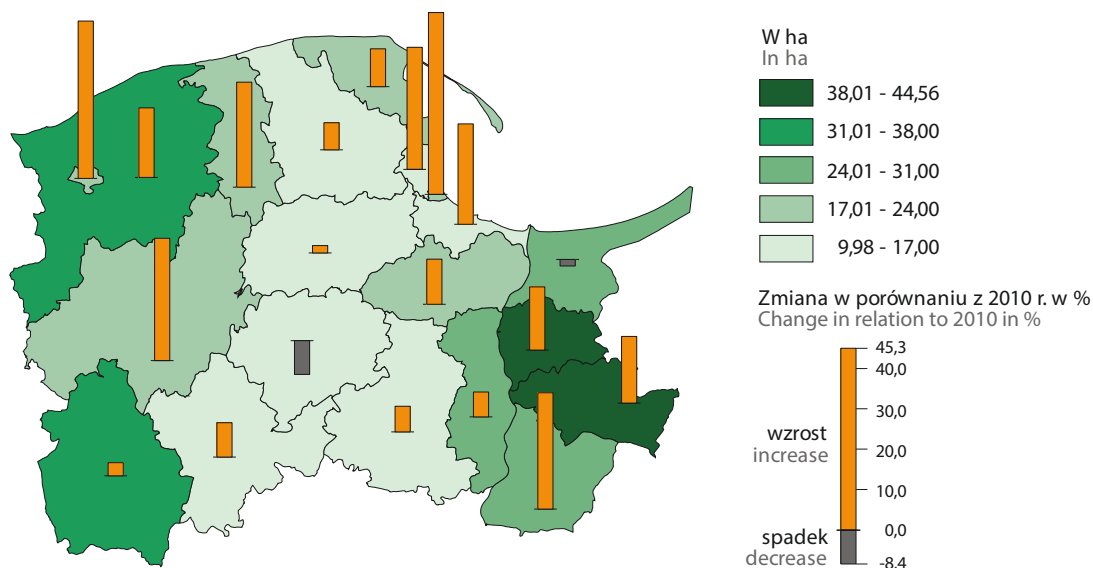 W ha
In ha
38,01 - 44,56
31,01 - 38,00
24,01 - 31,00
17,01 - 24,00
9,98 - 17,00
Zmiana w porównaniu z 2010 r. w %
Change in relation to 2010 in %
45,3
40,0
30,0
wzrost
increase
20,0
10,0
0,0
spadek
decrease
-8,4